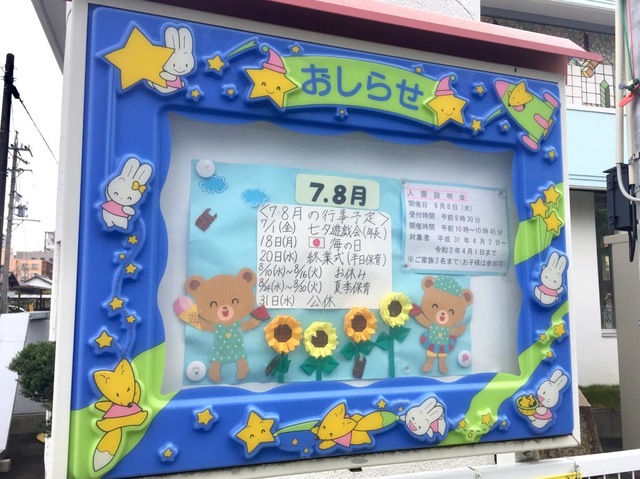 おしらせ
7.8月
<7.8月の行事予定>
7/1(金) 七夕遊戯会(年長)
18日(月) 海の日
20日(水) 終業式(平日保育)
8/10(水)~8/16(火) お休み
8/24(水)~8/30(火) 夏季保育
31日(水) 公休
入園説明会
開催日 9月8日(木)
受付時間 午前9時30分
開催時間 午前10時~10時45分
対象者 平成31年4月2日~
令和2年4月1日まで
※ご家族2名まで(お子様は参加可)